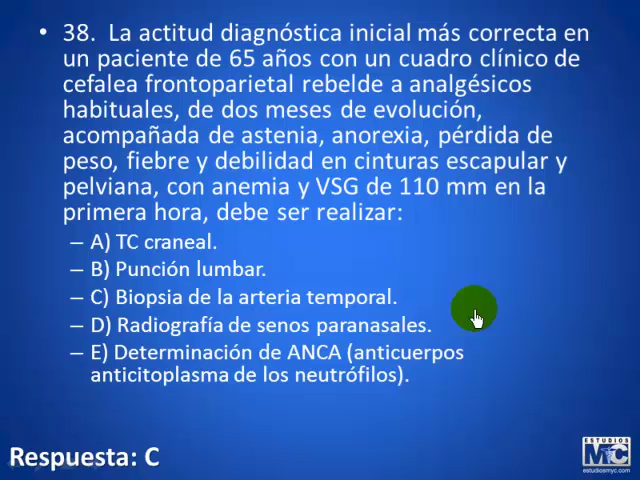 • 38. La actitud diagnóstica inicial más correcta en
un paciente de 65 años con un cuadro clínico de
cefalea frontoparietal rebelde a analgésicos
habituales, de dos meses de evolución,
acompañada de astenia, anorexia, pérdida de
peso, fiebre y debilidad en cinturas escapular y
pelviana, con anemia y VSG de 110 mm en la
primera hora, debe ser realizar:
– A) TC craneal.
– B) Punción lumbar.
– C) Biopsia de la arteria temporal.
– D) Radiografía de senos paranasales.
– E) Determinación de ANCA (anticuerpos
anticitoplasma de los neutrófilos).
Respuesta: C
ESTUDIOS
MC
estudiosmyc.com